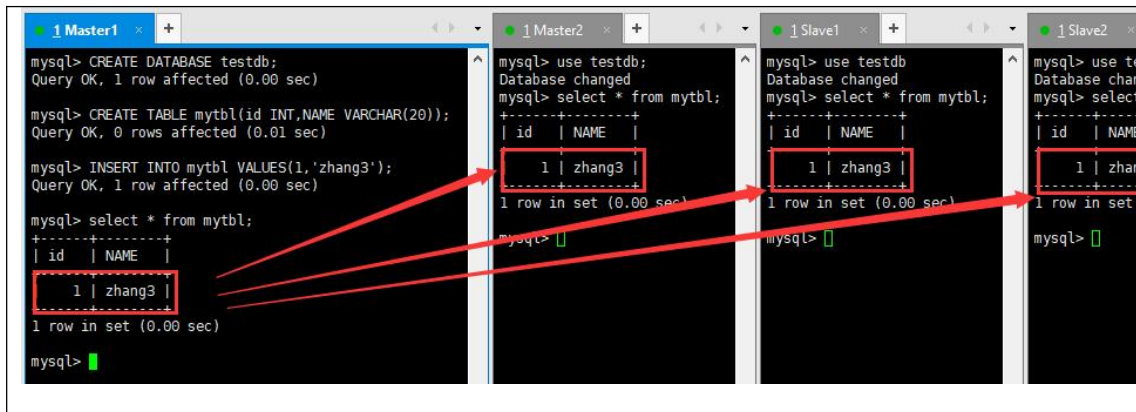 1 Master1 × +
mysql> CREATE DATABASE testdb;
Query OK, 1 row affected (0.00 sec)
mysql> CREATE TABLE mytbl(id INT,NAME VARCHAR(20));
Query OK, 0 rows affected (0.01 sec)
mysql> INSERT INTO mytbl VALUES(1,'zhang3');
Query OK, 1 row affected (0.00 sec)
mysql> select * from mytbl;
+------+--------+
| id   | NAME   |
+------+--------+
|    1 | zhang3 |
+------+--------+
1 row in set (0.00 sec)
mysql>
1 Master2 × +
mysql> use testdb;
Database changed
mysql> select * from mytbl;
+------+--------+
| id   | NAME   |
+------+--------+
|    1 | zhang3 |
+------+--------+
1 row in set (0.00 sec)
mysql>
1 Slave1 × +
mysql> use testdb
Database changed
mysql> select * from mytbl;
+------+--------+
| id   | NAME   |
+------+--------+
|    1 | zhang3 |
+------+--------+
1 row in set (0.00 sec)
mysql>
1 Slave2 ×
mysql> use te
Database chan
mysql> select
+------+-----
| id   | NAME
+------+-----
|    1 | zhan
+------+-----
1 row in set
mysql>